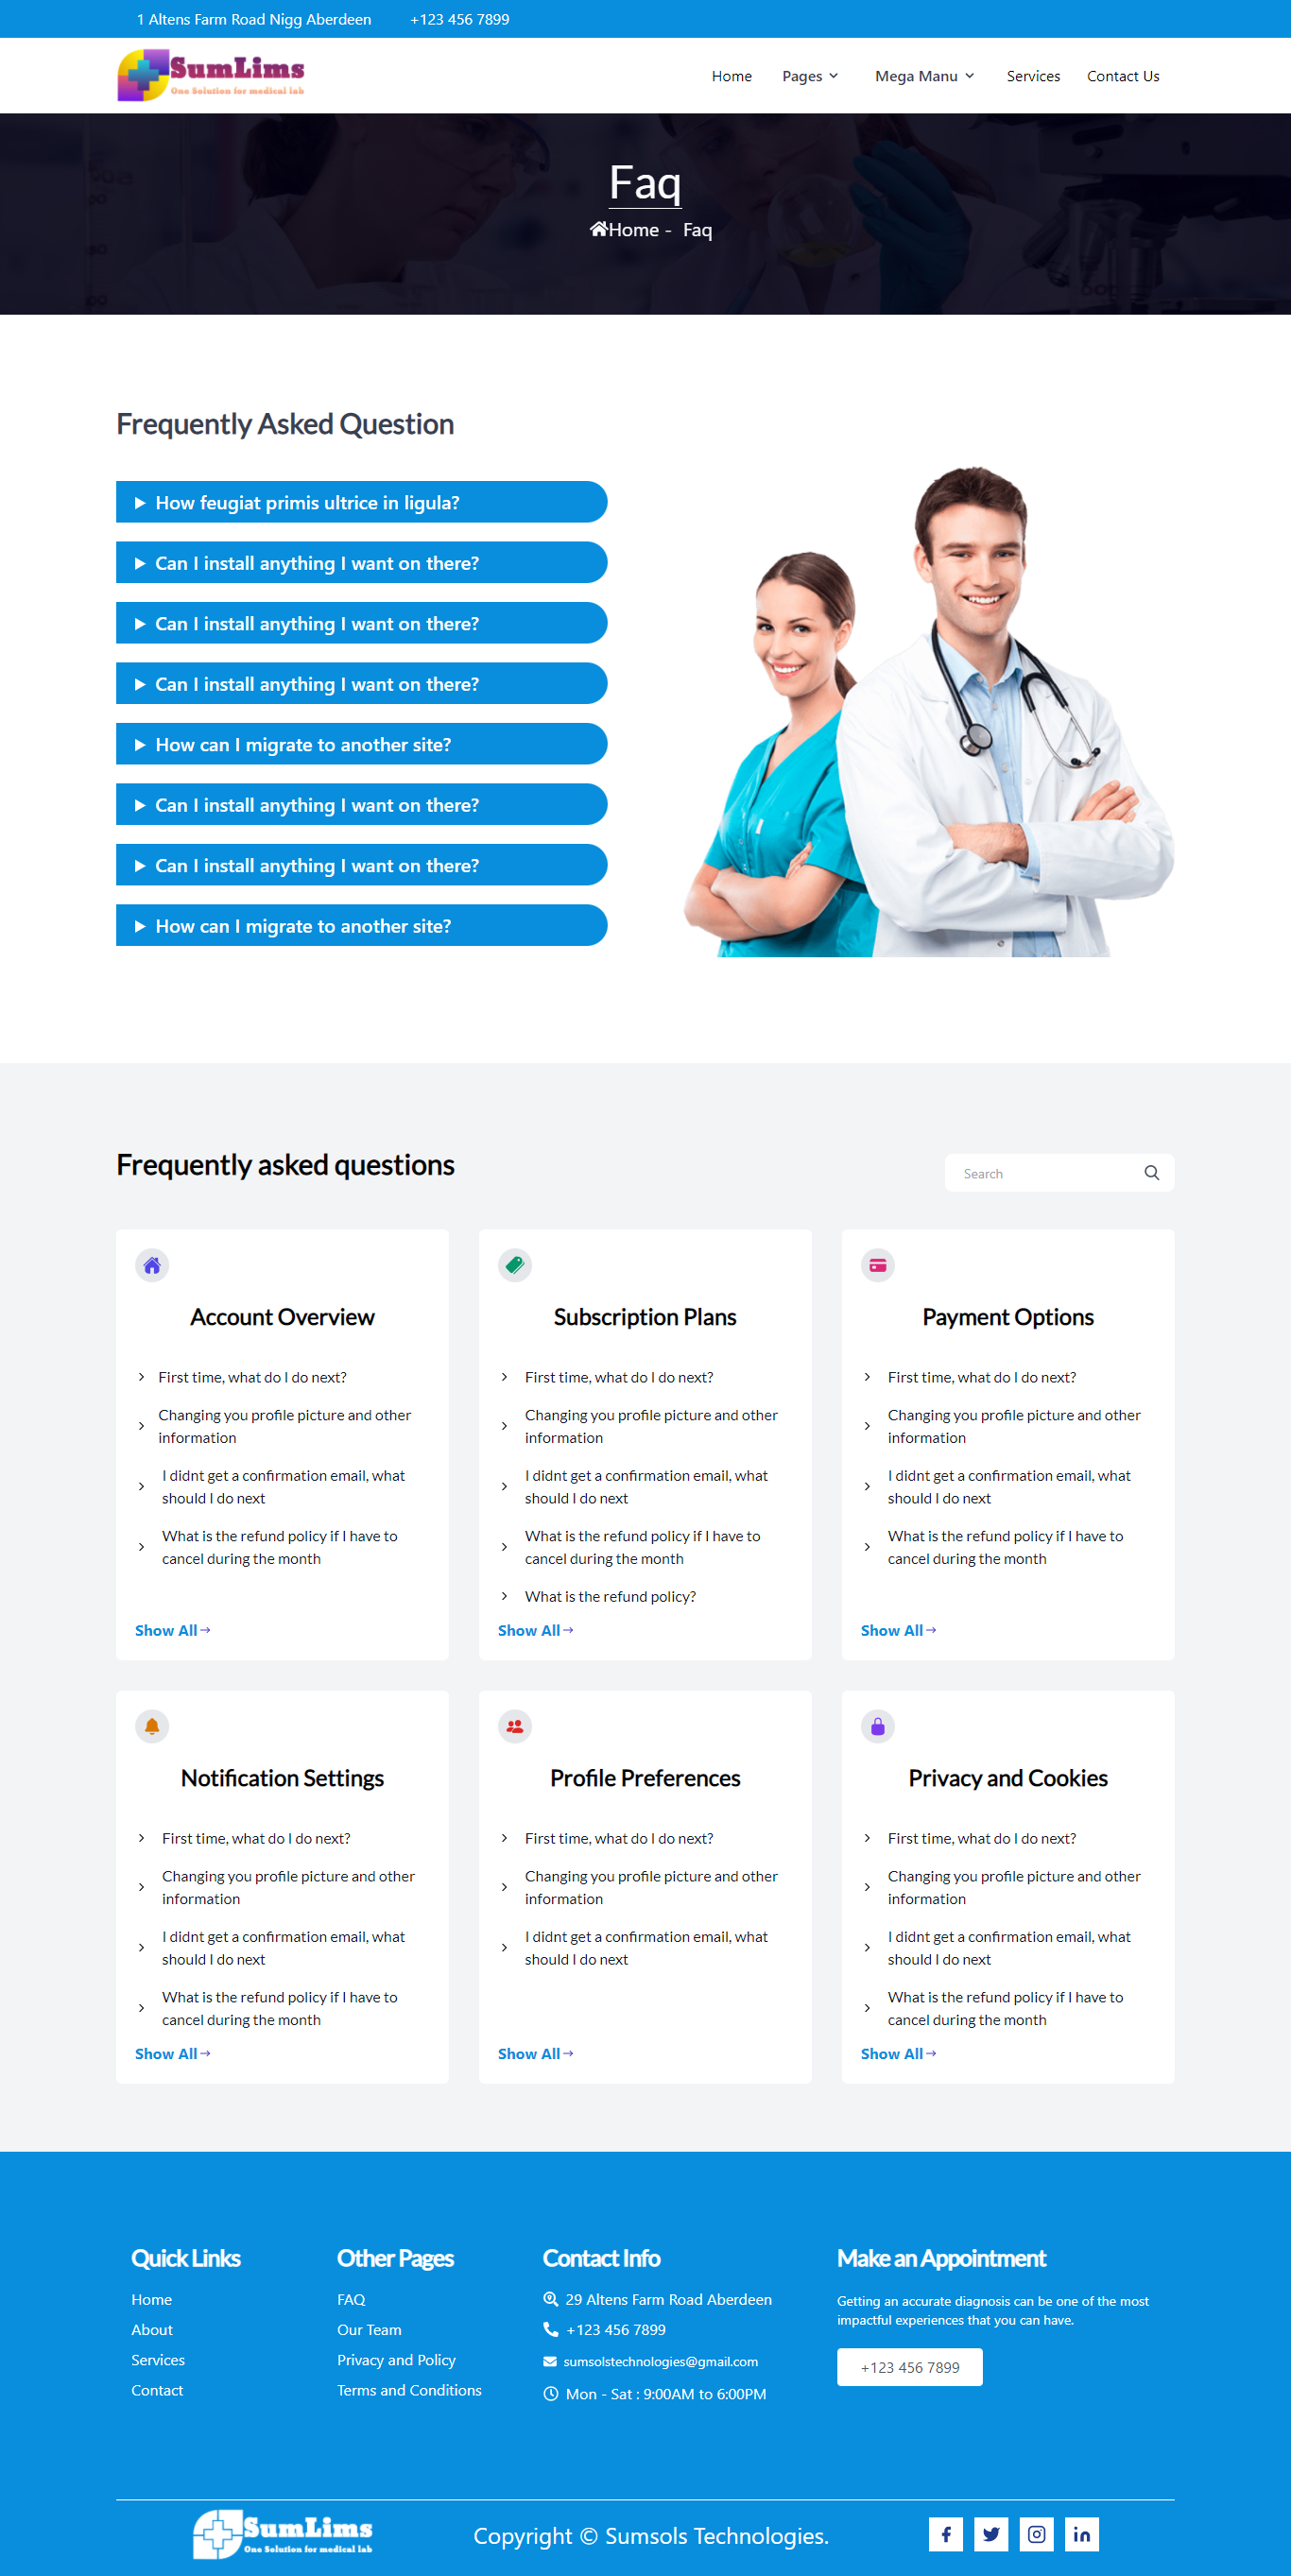 1 Altens Farm Road Nigg Aberdeen +123 456 7899
SumLims
One Solution for medical lab
Home Pages Mega Manu Services Contact Us
Faq
Home - Faq
Frequently Asked Question
How feugiat primis ultrice in ligula?
Can I install anything I want on there?
Can I install anything I want on there?
Can I install anything I want on there?
How can I migrate to another site?
Can I install anything I want on there?
Can I install anything I want on there?
How can I migrate to another site?
Frequently asked questions
Search
Account Overview
First time, what do I do next?
Changing you profile picture and other
information
I didnt get a confirmation email, what
should I do next
What is the refund policy if I have to
cancel during the month
Show All
Subscription Plans
First time, what do I do next?
Changing you profile picture and other
information
I didnt get a confirmation email, what
should I do next
What is the refund policy if I have to
cancel during the month
What is the refund policy?
Show All
Payment Options
First time, what do I do next?
Changing you profile picture and other
information
I didnt get a confirmation email, what
should I do next
What is the refund policy if I have to
cancel during the month
Show All
Notification Settings
First time, what do I do next?
Changing you profile picture and other
information
I didnt get a confirmation email, what
should I do next
What is the refund policy if I have to
cancel during the month
Show All
Profile Preferences
First time, what do I do next?
Changing you profile picture and other
information
I didnt get a confirmation email, what
should I do next
Show All
Privacy and Cookies
First time, what do I do next?
Changing you profile picture and other
information
I didnt get a confirmation email, what
should I do next
What is the refund policy if I have to
cancel during the month
Show All
Quick Links
Home
About
Services
Contact
Other Pages
FAQ
Our Team
Privacy and Policy
Terms and Conditions
Contact Info
29 Altens Farm Road Aberdeen
+123 456 7899
sumsolstechnologies@gmail.com
Mon - Sat : 9:00AM to 6:00PM
Make an Appointment
Getting an accurate diagnosis can be one of the most
impactful experiences that you can have.
+123 456 7899
SumLims
One Solution for medical lab
Copyright © Sumsols Technologies.